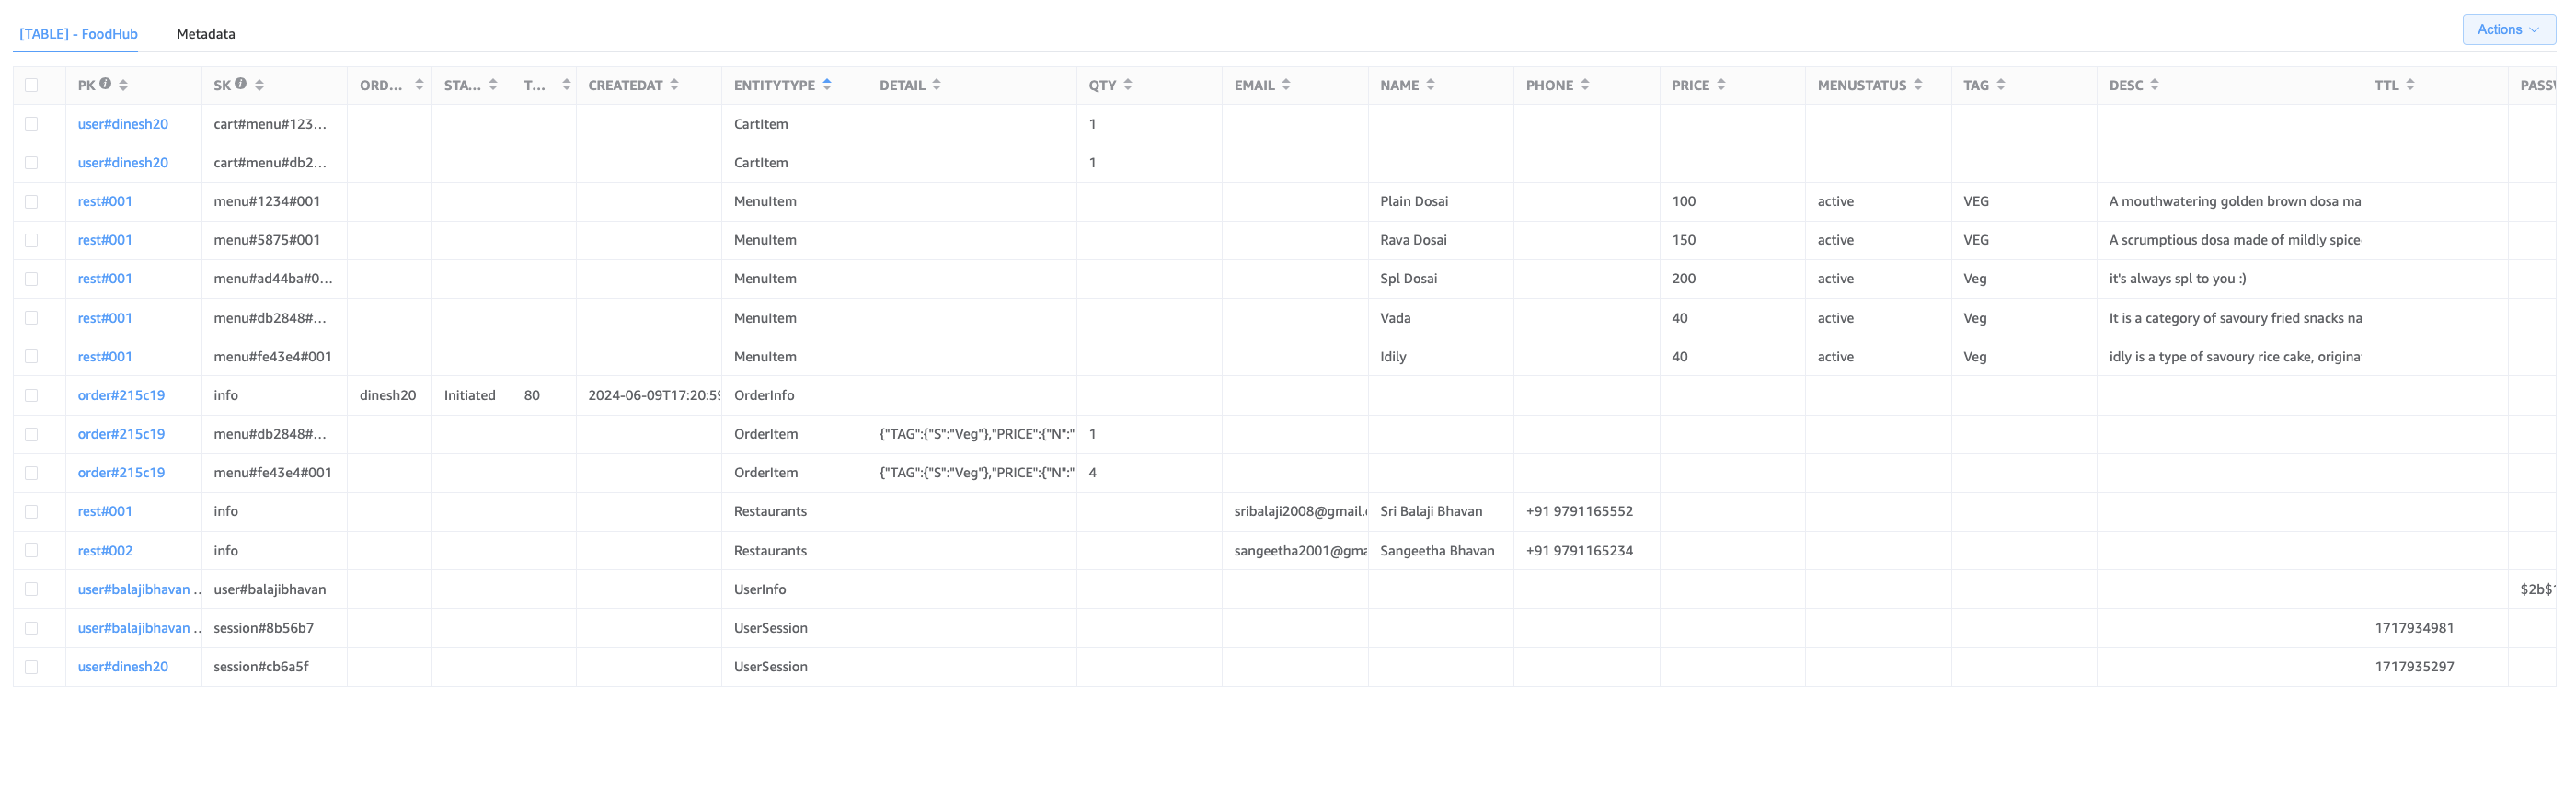 [TABLE] - FoodHub Metadata Actions
PK SK ORD... STA... T... CREATEDAT ENTITYTYPE DETAIL QTY EMAIL NAME PHONE PRICE MENUSTATUS TAG DESC TTL
user#dinesh20 cart#menu#123... CartItem 1
user#dinesh20 cart#menu#db2... CartItem 1
rest#001 menu#1234#001 MenuItem Plain Dosai 100 active VEG A mouthwatering golden brown dosa ma
rest#001 menu#5875#001 MenuItem Rava Dosai 150 active VEG A scrumptious dosa made of mildly spice
rest#001 menu#ad44ba#0... MenuItem Spl Dosai 200 active Veg it's always spl to you :)
rest#001 menu#db2848#... MenuItem Vada 40 active Veg It is a category of savoury fried snacks na
rest#001 menu#fe43e4#001 MenuItem Idily 40 active Veg idly is a type of savoury rice cake, origina
order#215c19 info dinesh20 Initiated 80 2024-06-09T17:20:59 OrderInfo
order#215c19 menu#db2848#... OrderItem {"TAG":{"S":"Veg"},"PRICE":{"N":" 1
order#215c19 menu#fe43e4#001 OrderItem {"TAG":{"S":"Veg"},"PRICE":{"N":" 4
rest#001 info Restaurants sribalaji2008@gmail. Sri Balaji Bhavan +91 9791165552
rest#002 info Restaurants sangeetha2001@gma Sangeetha Bhavan +91 9791165234
user#balajibhavan .. user#balajibhavan UserInfo $2b$
user#balajibhavan .. session#8b56b7 UserSession 1717934981
user#dinesh20 session#cb6a5f UserSession 1717935297